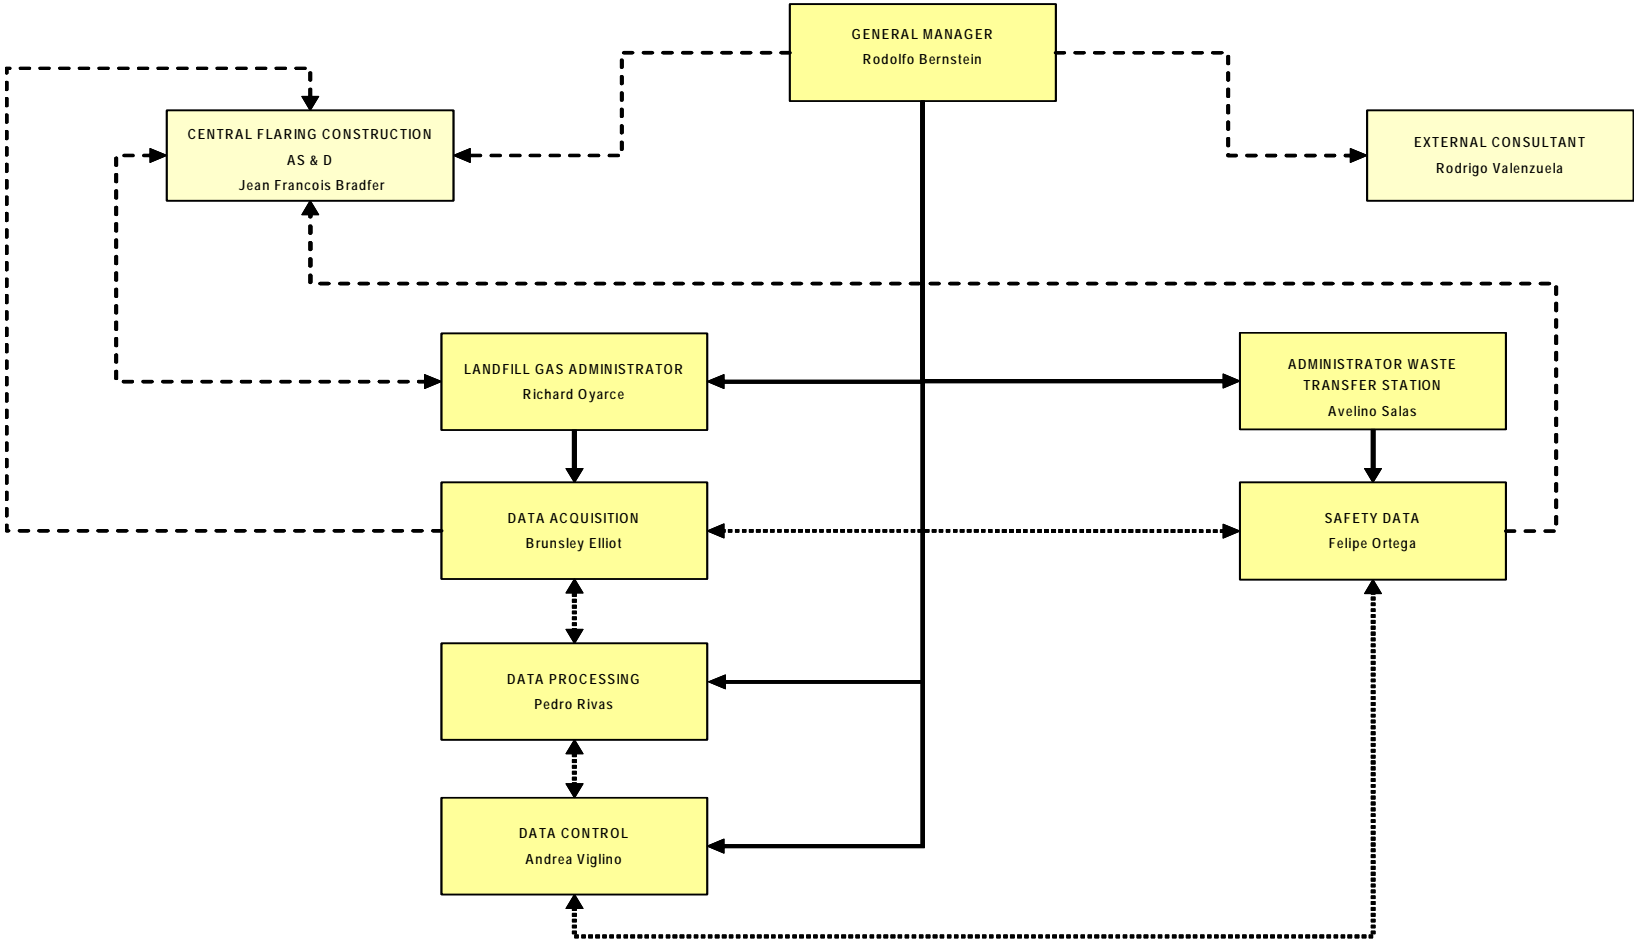 GENERAL MANAGER
Rodolfo Bernstein
CENTRAL FLARING CONSTRUCTION
AS & D
Jean Francois Bradfer
EXTERNAL CONSULTANT
Rodrigo Valenzuela
LANDFILL GAS ADMINISTRATOR
Richard Oyarce
ADMINISTRATOR WASTE
TRANSFER STATION
Avelino Salas
DATA ACQUISITION
Brunsley Elliot
SAFETY DATA
Felipe Ortega
DATA PROCESSING
Pedro Rivas
DATA CONTROL
Andrea Viglino